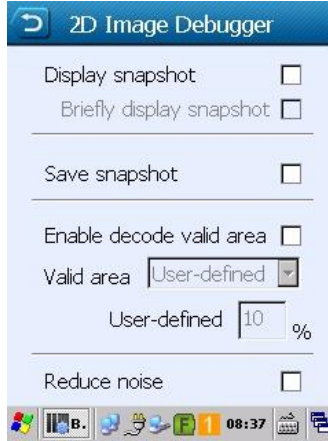 2D Image Debugger
Display snapshot
Briefly display snapshot
Save snapshot
Enable decode valid area
Valid area User-defined
User-defined 10 %
Reduce noise
B. F 1 08:37